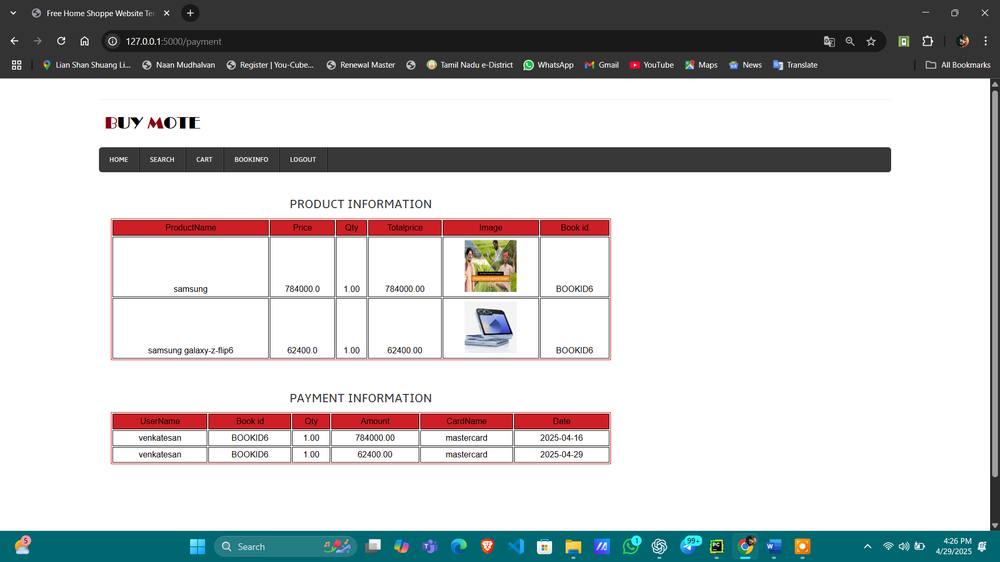 Free Home Shoppe Website Ten
127.0.0.1:5000/payment
Lian Shan Shuang Li...
Naan Mudhalvan
Register | You-Cube...
Renewal Master
Tamil Nadu e-District
WhatsApp
Gmail
YouTube
Maps
News
Translate
All Bookmarks
BUY MOTE
HOME SEARCH CART BOOKINFO LOGOUT
PRODUCT INFORMATION
ProductName Price Qty Totalprice Image Book id
samsung 784000.0 1.00 784000.00 BOOKID6
samsung galaxy-z-flip6 62400.0 1.00 62400.00 BOOKID6
PAYMENT INFORMATION
UserName Book id Qty Amount CardName Date
venkatesan BOOKID6 1.00 784000.00 mastercard 2025-04-16
venkatesan BOOKID6 1.00 62400.00 mastercard 2025-04-29
5
Search
1
99+
PC
4:26 PM
4/29/2025